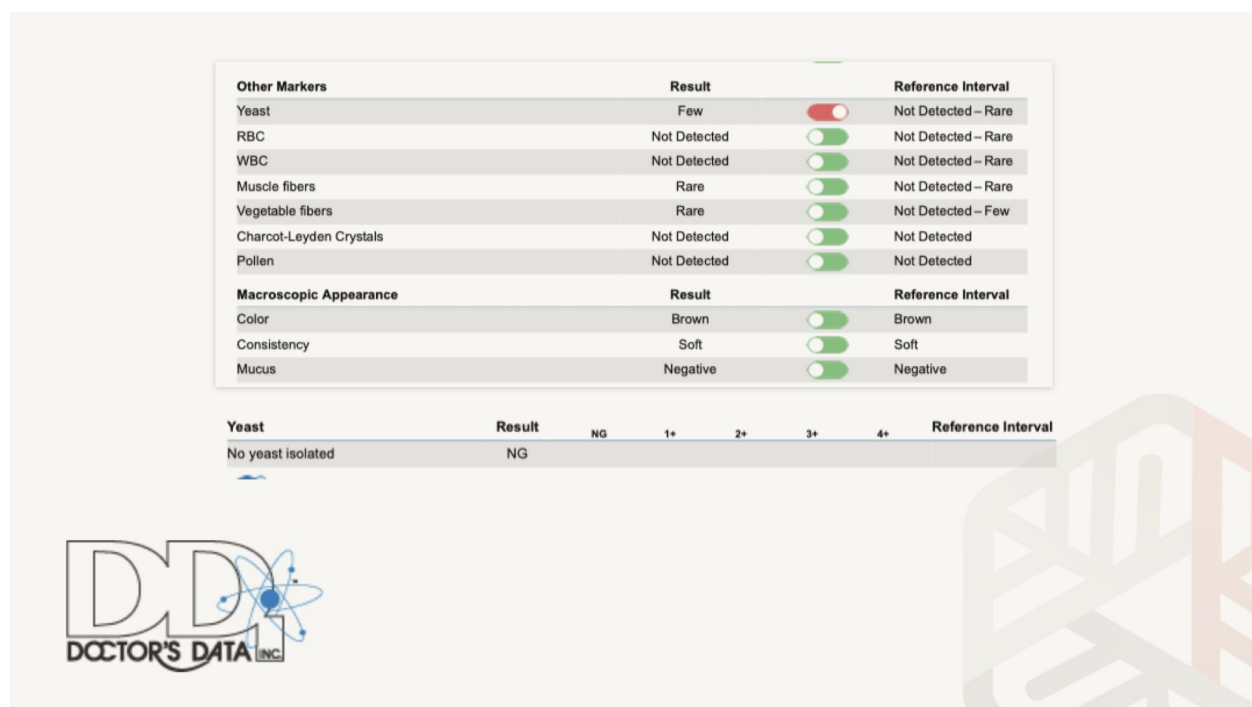 Other Markers Result Reference Interval
Yeast Few Not Detected – Rare
RBC Not Detected Not Detected – Rare
WBC Not Detected Not Detected – Rare
Muscle fibers Rare Not Detected – Rare
Vegetable fibers Rare Not Detected – Few
Charcot-Leyden Crystals Not Detected Not Detected
Pollen Not Detected Not Detected
Macroscopic Appearance Result Reference Interval
Color Brown Brown
Consistency Soft Soft
Mucus Negative Negative
Yeast Result NG 1+ 2+ 3+ 4+ Reference Interval
No yeast isolated NG
DDI
DOCTOR'S DATA INC.